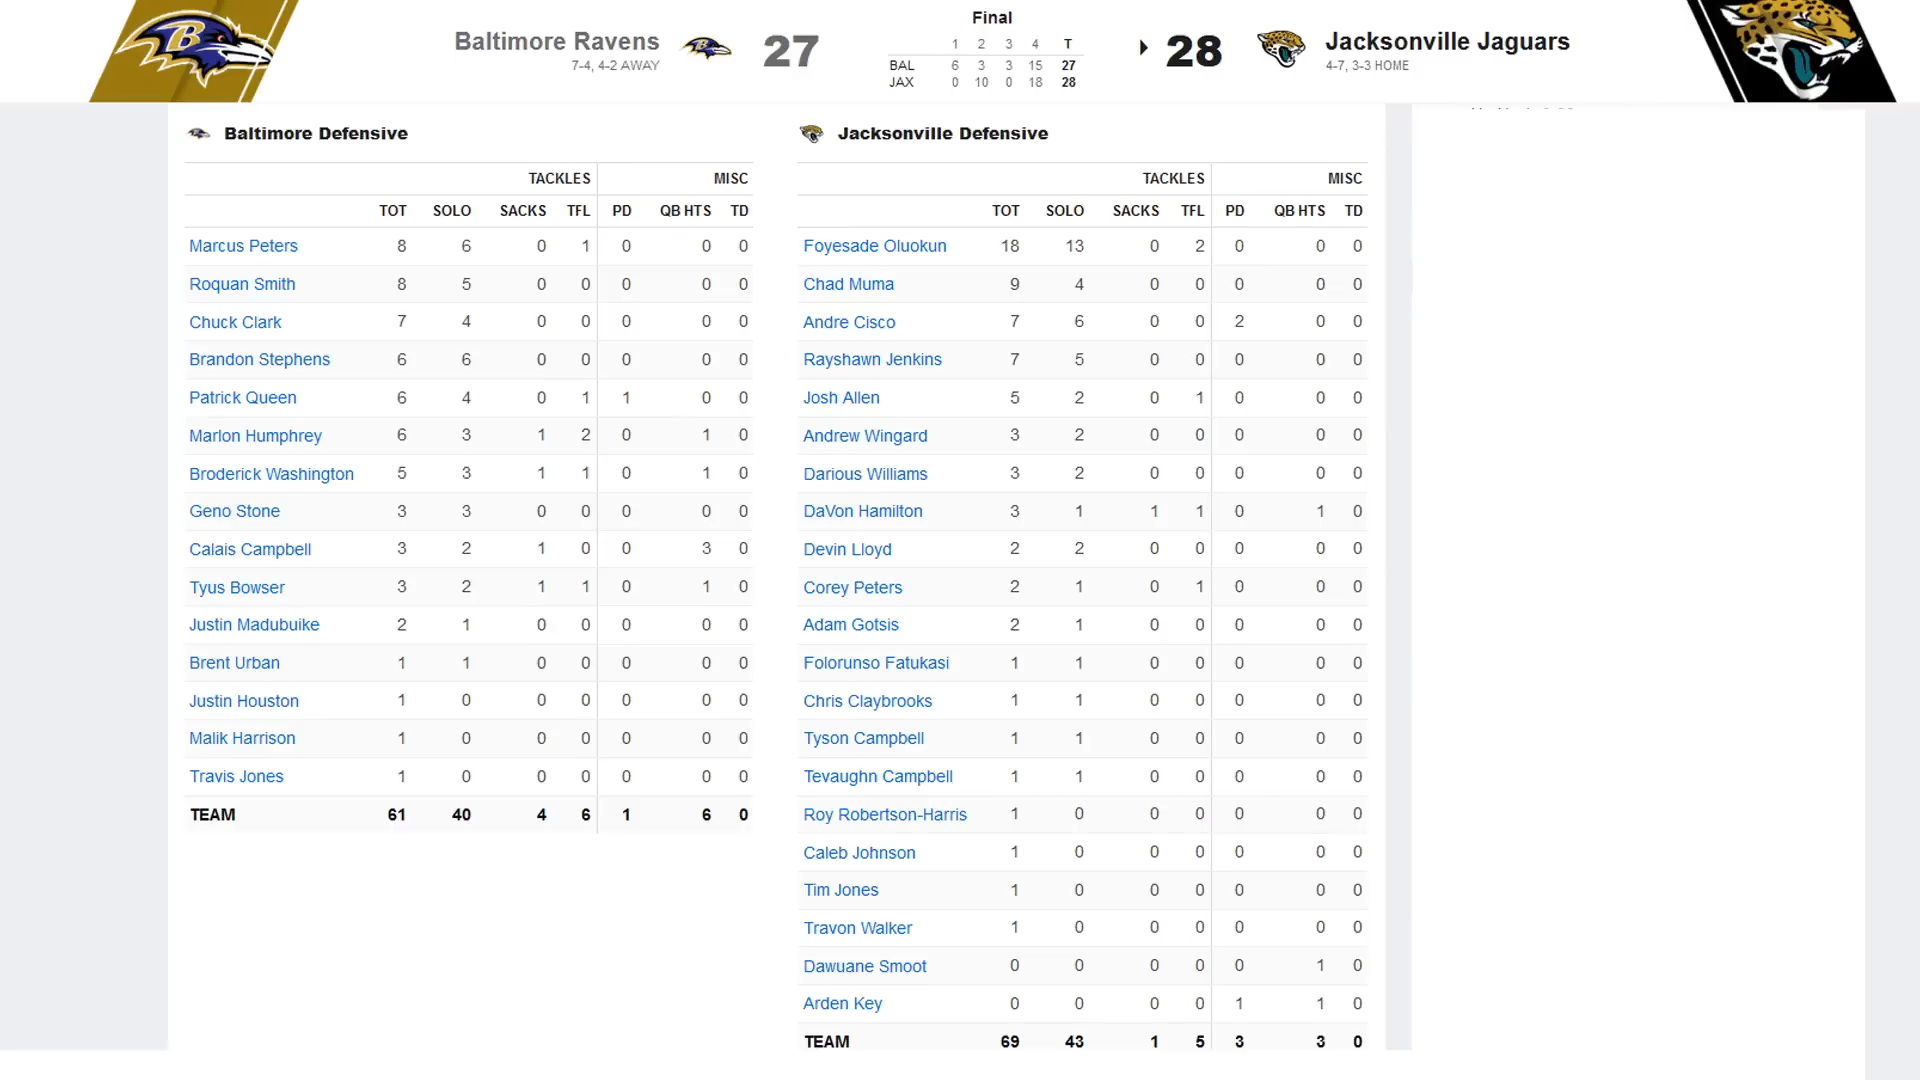 Final
Baltimore Ravens
7-4, 4-2 AWAY
27
1 2 3 4 T
BAL 6 3 3 15 27
JAX 0 10 0 18 28
28
Jacksonville Jaguars
4-7, 3-3 HOME
Baltimore Defensive
TACKLES MISC
TOT SOLO SACKS TFL PD QB HTS TD
Marcus Peters 8 6 0 1 0 0 0
Roquan Smith 8 5 0 0 0 0 0
Chuck Clark 7 4 0 0 0 0 0
Brandon Stephens 6 6 0 0 0 0 0
Patrick Queen 6 4 0 1 1 0 0
Marlon Humphrey 6 3 1 2 0 1 0
Broderick Washington 5 3 1 1 0 1 0
Geno Stone 3 3 0 0 0 0 0
Calais Campbell 3 2 1 0 0 3 0
Tyus Bowser 3 2 1 1 0 1 0
Justin Madubuike 2 1 0 0 0 0 0
Brent Urban 1 1 0 0 0 0 0
Justin Houston 1 0 0 0 0 0 0
Malik Harrison 1 0 0 0 0 0 0
Travis Jones 1 0 0 0 0 0 0
TEAM 61 40 4 6 1 6 0
Jacksonville Defensive
TACKLES MISC
TOT SOLO SACKS TFL PD QB HTS TD
Foyesade Oluokun 18 13 0 2 0 0 0
Chad Muma 9 4 0 0 0 0 0
Andre Cisco 7 6 0 0 2 0 0
Rayshawn Jenkins 7 5 0 0 0 0 0
Josh Allen 5 2 0 1 0 0 0
Andrew Wingard 3 2 0 0 0 0 0
Darious Williams 3 2 0 0 0 0 0
DaVon Hamilton 3 1 1 1 0 1 0
Devin Lloyd 2 2 0 0 0 0 0
Corey Peters 2 1 0 1 0 0 0
Adam Gotsis 2 1 0 0 0 0 0
Folorunso Fatukasi 1 1 0 0 0 0 0
Chris Claybrooks 1 1 0 0 0 0 0
Tyson Campbell 1 1 0 0 0 0 0
Tevaughn Campbell 1 1 0 0 0 0 0
Roy Robertson-Harris 1 0 0 0 0 0 0
Caleb Johnson 1 0 0 0 0 0 0
Tim Jones 1 0 0 0 0 0 0
Travon Walker 1 0 0 0 0 0 0
Dawuane Smoot 0 0 0 0 0 1 0
Arden Key 0 0 0 0 1 1 0
TEAM 69 43 1 5 3 3 0